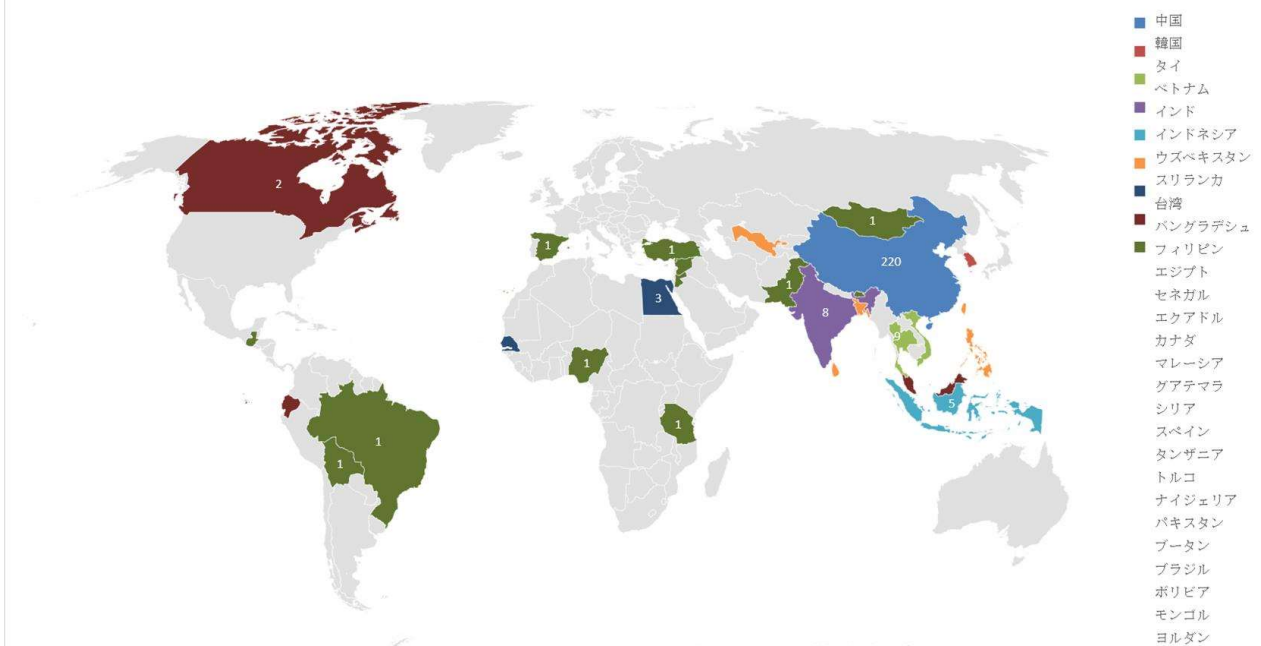 中国
韓国
タイ
ベトナム
インド
インドネシア
ウズベキスタン
スリランカ
台湾
バングラデシュ
フィリピン
エジプト
セネガル
エクアドル
カナダ
マレーシア
グアテマラ
シリア
スペイン
タンザニア
トルコ
ナイジェリア
パキスタン
ブータン
ブラジル
ボリビア
モンゴル
ヨルダン
2
1
1
1
220
1
3
8
9
1
5
1
1
1